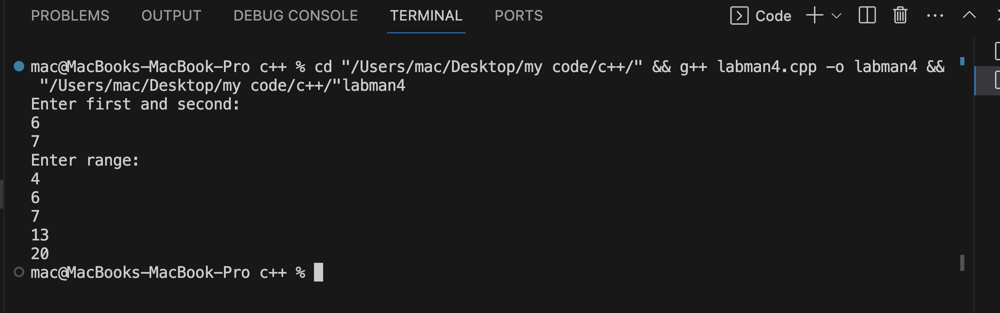 PROBLEMS OUTPUT DEBUG CONSOLE TERMINAL PORTS Code
mac@MacBooks-MacBook-Pro c++ % cd "/Users/mac/Desktop/my code/c++/" && g++ labman4.cpp -o labman4 &&
"/Users/mac/Desktop/my code/c++/"labman4
Enter first and second:
6
7
Enter range:
4
6
7
13
20
mac@MacBooks-MacBook-Pro c++ %